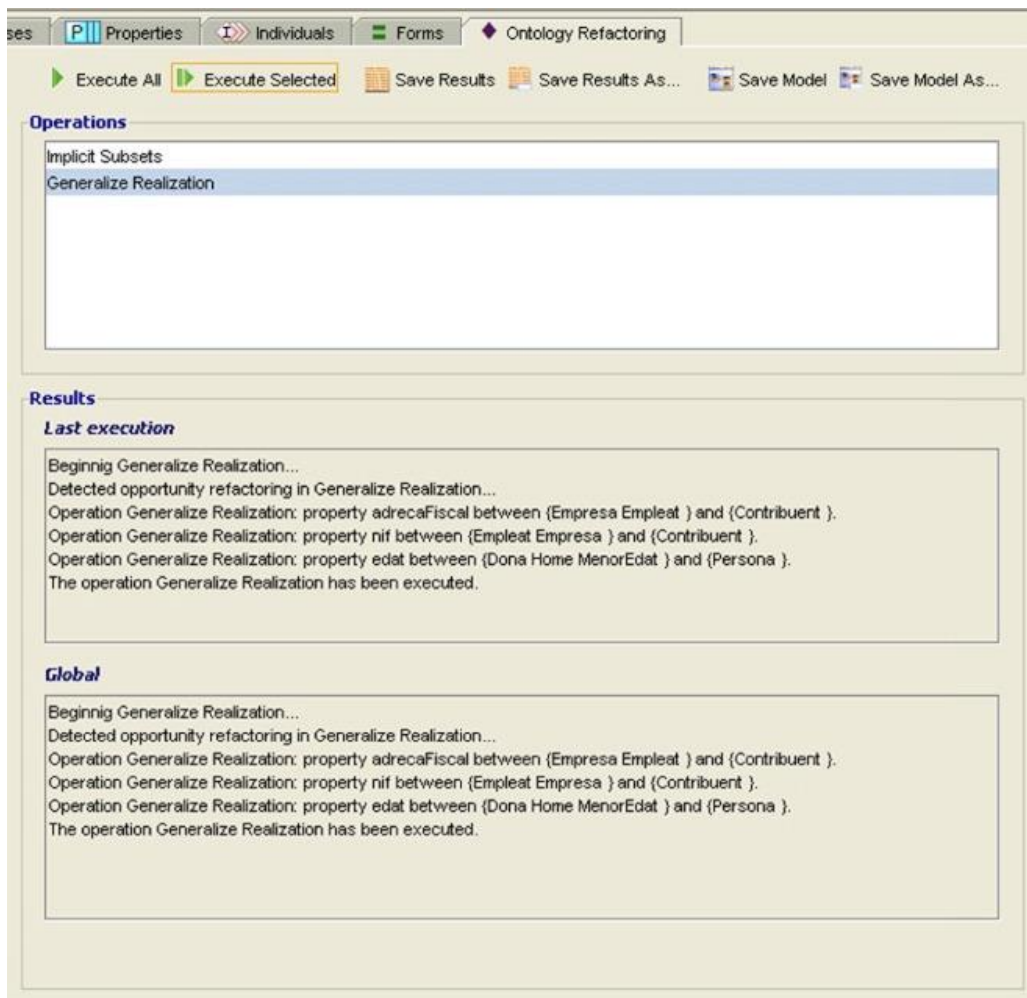 ses Properties Individuals Forms Ontology Refactoring
Execute All Execute Selected Save Results Save Results As... Save Model Save Model As...
Operations
Implicit Subsets
Generalize Realization
Results
Last execution
Beginnig Generalize Realization...
Detected opportunity refactoring in Generalize Realization...
Operation Generalize Realization: property adrecaFiscal between {Empresa Empleat } and {Contribuent }.
Operation Generalize Realization: property nif between {Empleat Empresa } and {Contribuent }.
Operation Generalize Realization: property edat between {Dona Home MenorEdat } and {Persona }.
The operation Generalize Realization has been executed.
Global
Beginnig Generalize Realization...
Detected opportunity refactoring in Generalize Realization...
Operation Generalize Realization: property adrecaFiscal between {Empresa Empleat } and {Contribuent }.
Operation Generalize Realization: property nif between {Empleat Empresa } and {Contribuent }.
Operation Generalize Realization: property edat between {Dona Home MenorEdat } and {Persona }.
The operation Generalize Realization has been executed.